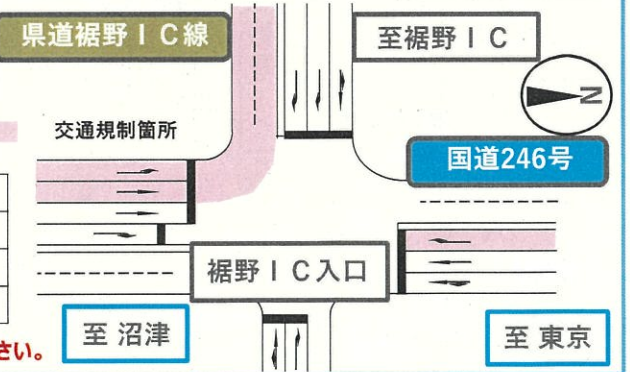 県道裾野ＩＣ線
至裾野ＩＣ
N
交通規制箇所
国道246号
裾野ＩＣ入口
至 沼津
至 東京
さい。